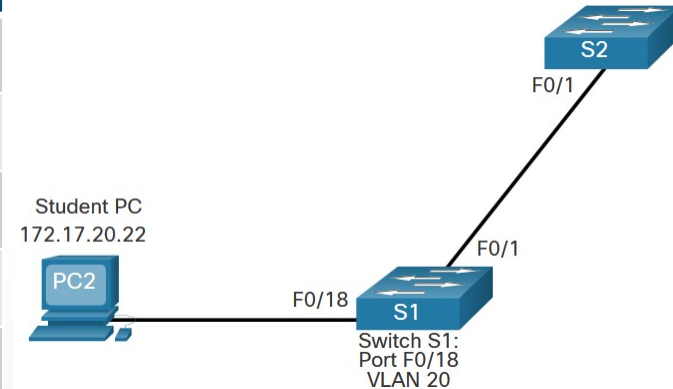 S2
F0/1
Student PC
172.17.20.22
PC2
F0/1
F0/18
S1
Switch S1:
Port F0/18
VLAN 20